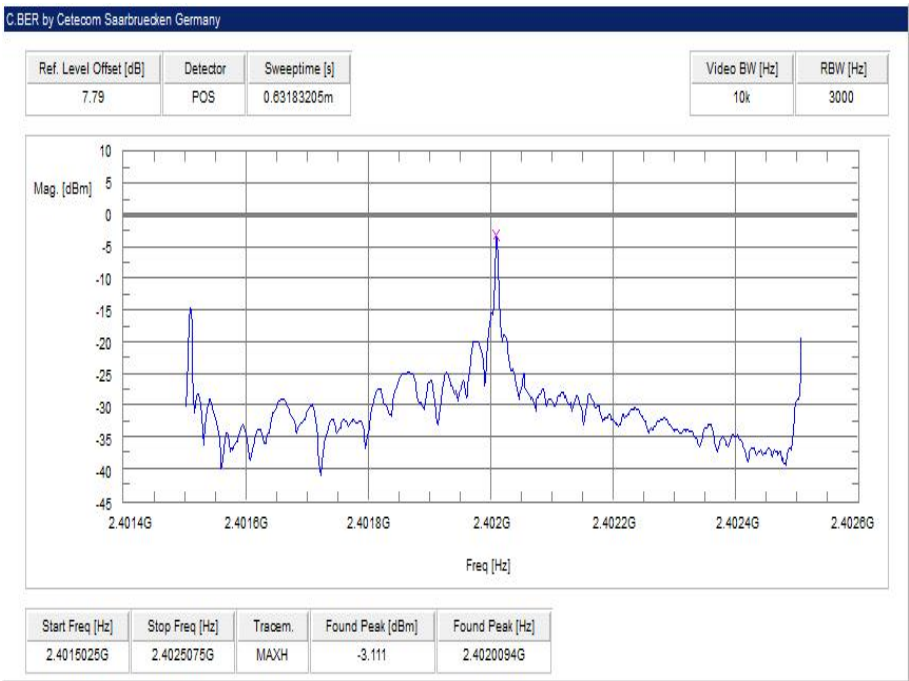 C.BER by Cetecom Saarbruecken Germany
Ref. Level Offset [dB] Detector Sweeptime [s] Video BW [Hz] RBW [Hz]
7.79 POS 0.63183205m 10k 3000
Mag. [dBm]
10
5
0
-5
-10
-15
-20
-25
-30
-35
-40
-45
2.4014G 2.4016G 2.4018G 2.402G 2.4022G 2.4024G 2.4026G
Freq [Hz]
Start Freq [Hz] Stop Freq [Hz] Tracem. Found Peak [dBm] Found Peak [Hz]
2.4015025G 2.4025075G MAXH -3.111 2.4020094G